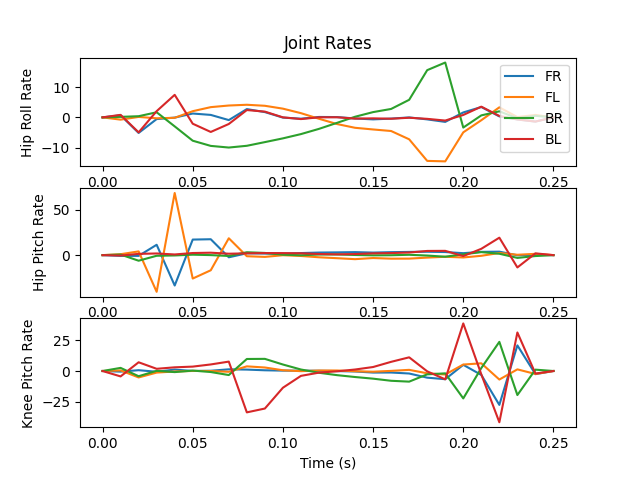 Joint Rates
Hip Roll Rate
10
0
−10
FR
FL
BR
BL
0.00 0.05 0.10 0.15 0.20 0.25
Hip Pitch Rate
50
0
0.00 0.05 0.10 0.15 0.20 0.25
Knee Pitch Rate
25
0
−25
0.00 0.05 0.10 0.15 0.20 0.25
Time (s)